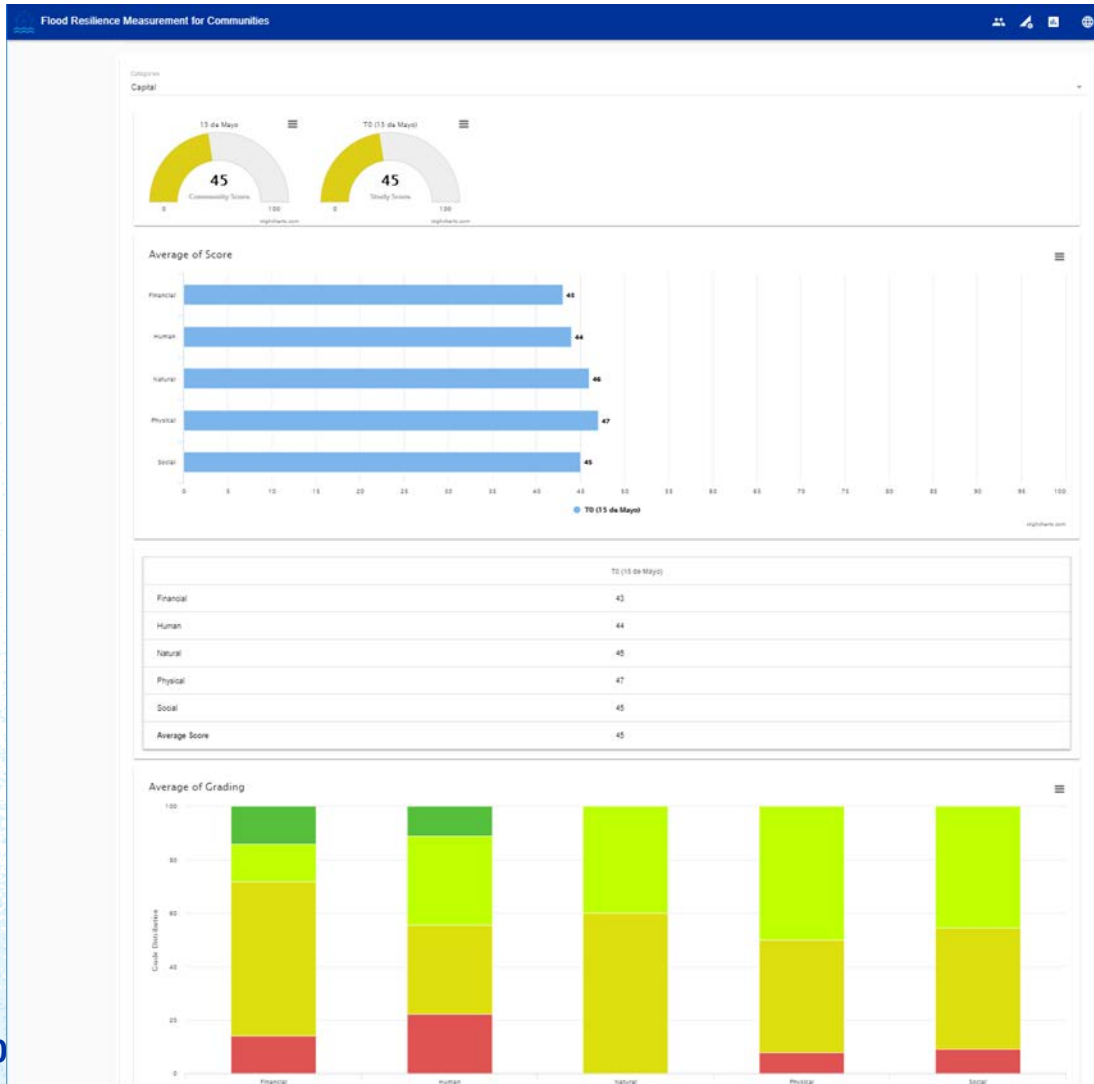 Flood Resilience Measurement for Communities
Categories
Capital
15 de Mayo
45
Community Score
0 100
highcharts.com
T0 (15 de Mayo)
45
Study Score
0 100
highcharts.com
Average of Score
Financial 43
Human 44
Natural 46
Physical 47
Social 45
0 5 10 15 20 25 30 35 40 45 50 55 60 65 70 75 80 85 90 95 100
T0 (15 de Mayo)
highcharts.com
T0 (15 de Mayo)
Financial 43
Human 44
Natural 46
Physical 47
Social 45
Average Score 45
Average of Grading
Grade Distribution
100
80
60
40
20
0
Financial Human Natural Physical Social